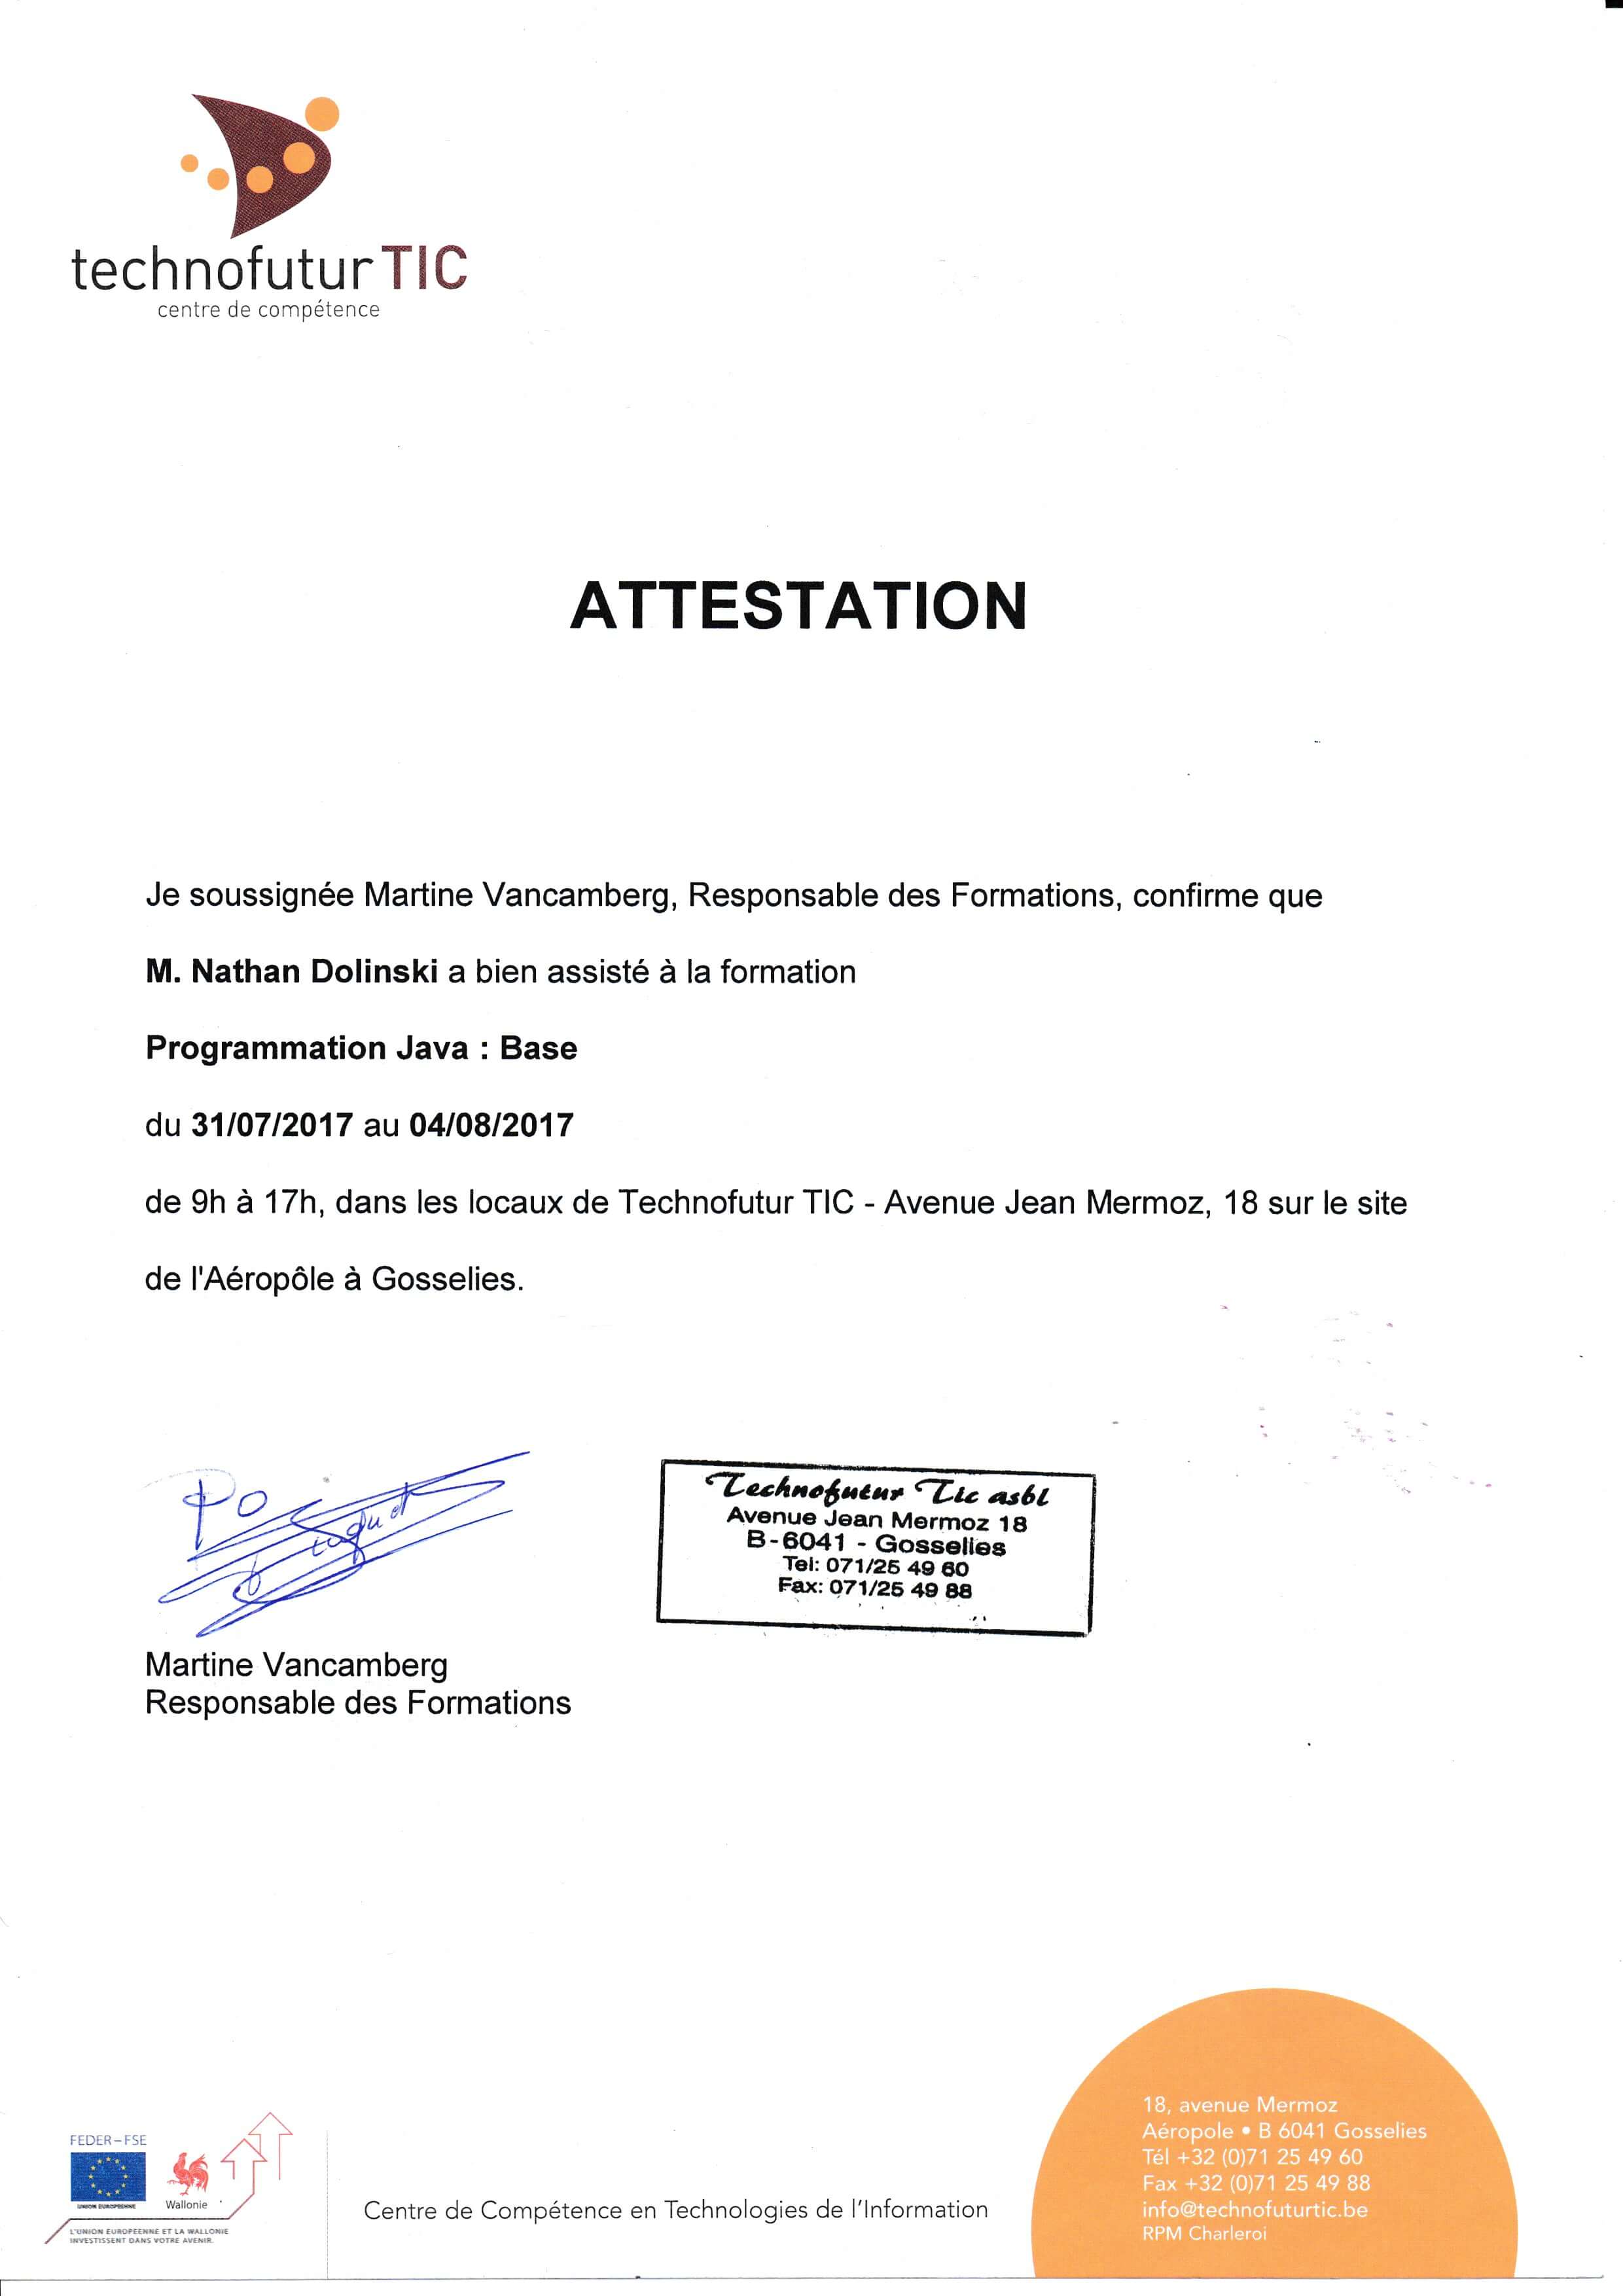 technofutur TIC
centre de compétence
ATTESTATION
Je soussignée Martine Vancamberg, Responsable des Formations, confirme que
M. Nathan Dolinski a bien assisté à la formation
Programmation Java : Base
du 31/07/2017 au 04/08/2017
de 9h à 17h, dans les locaux de Technofutur TIC - Avenue Jean Mermoz, 18 sur le site
de l'Aéropôle à Gosselies.
PO
Technofutur Tic asbl
Avenue Jean Mermoz 18
B-6041 - Gosselies
Tel: 071/25 49 60
Fax: 071/25 49 88
Martine Vancamberg
Responsable des Formations
FEDER-FSE
UNION EUROPEENNE
Wallonie
L'UNION EUROPEENNE ET LA WALLONIE
INVESTISSENT DANS VOTRE AVENIR.
Centre de Compétence en Technologies de l'Information
18, avenue Mermoz
Aéropole • B 6041 Gosselies
Tél +32 (0)71 25 49 60
Fax +32 (0)71 25 49 88
info@technofuturtic.be
RPM Charleroi